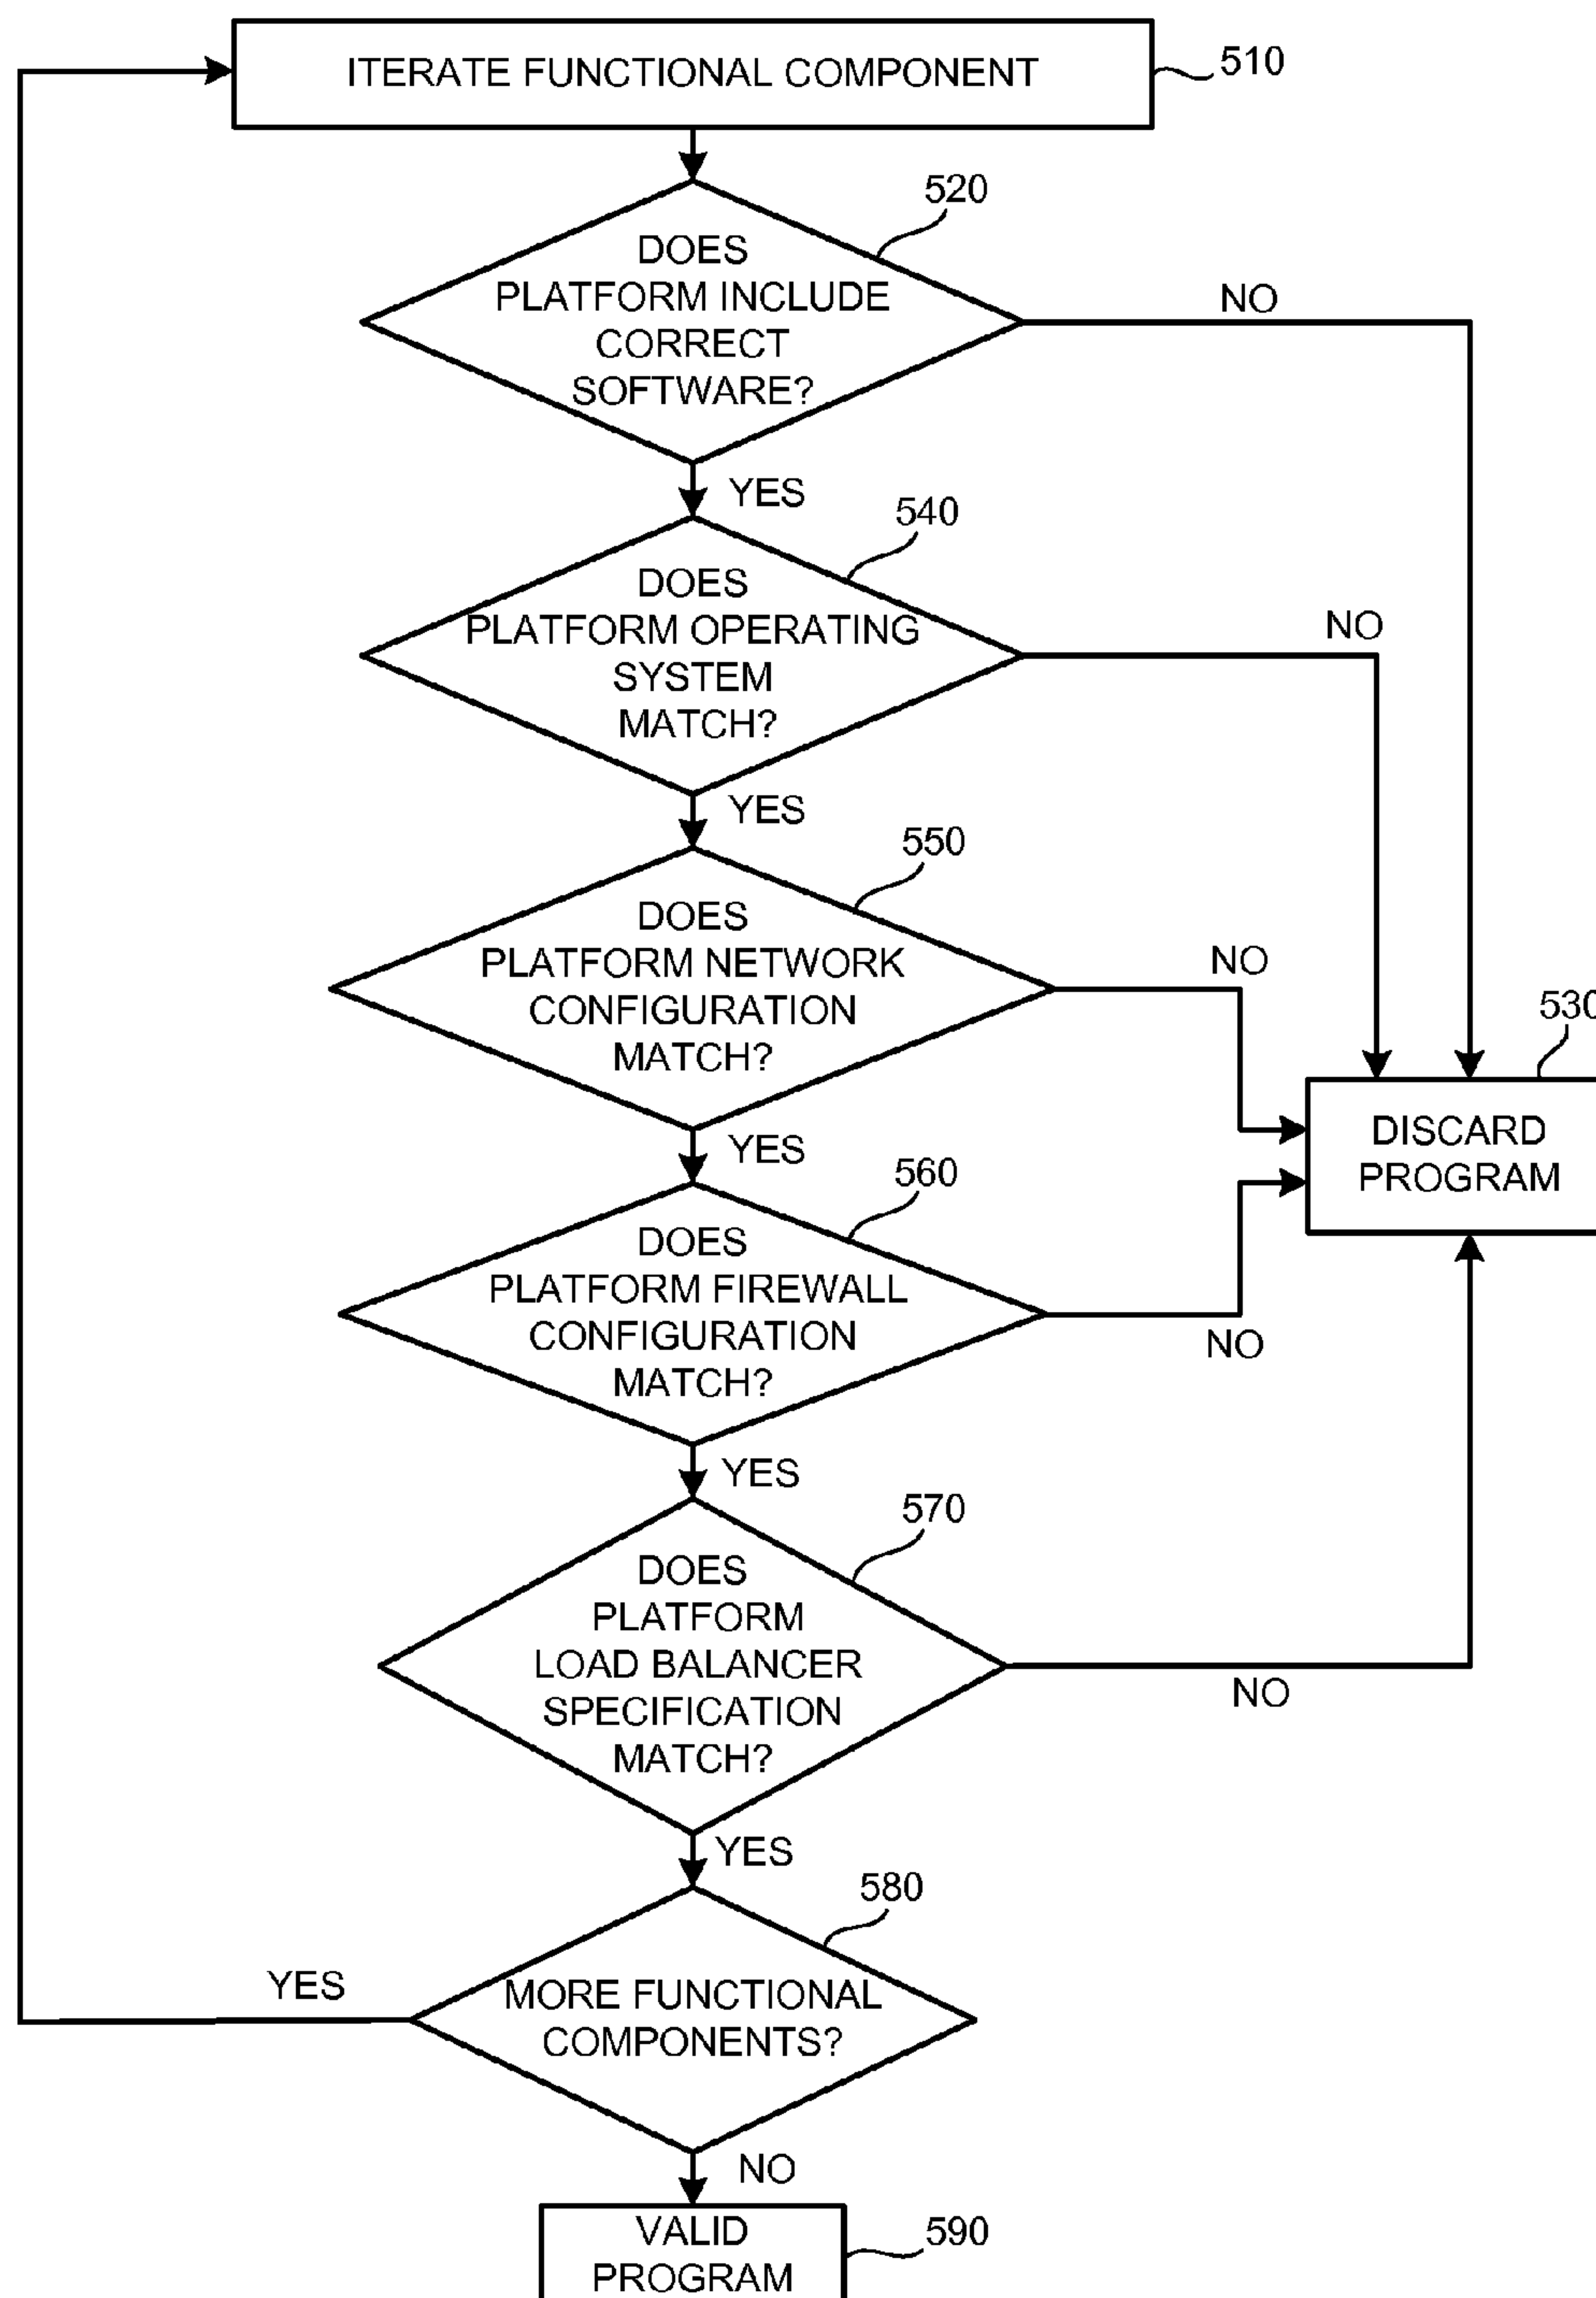 ITERATE FUNCTIONAL COMPONENT
510
520
DOES
PLATFORM INCLUDE
CORRECT
SOFTWARE?
NO
YES
540
DOES
PLATFORM OPERATING
SYSTEM
MATCH?
NO
YES
550
DOES
PLATFORM NETWORK
CONFIGURATION
MATCH?
NO
530
DISCARD
PROGRAM
YES
560
DOES
PLATFORM FIREWALL
CONFIGURATION
MATCH?
NO
YES
570
DOES
PLATFORM
LOAD BALANCER
SPECIFICATION
MATCH?
NO
YES
580
MORE FUNCTIONAL
COMPONENTS?
YES
NO
VALID
PROGRAM
590